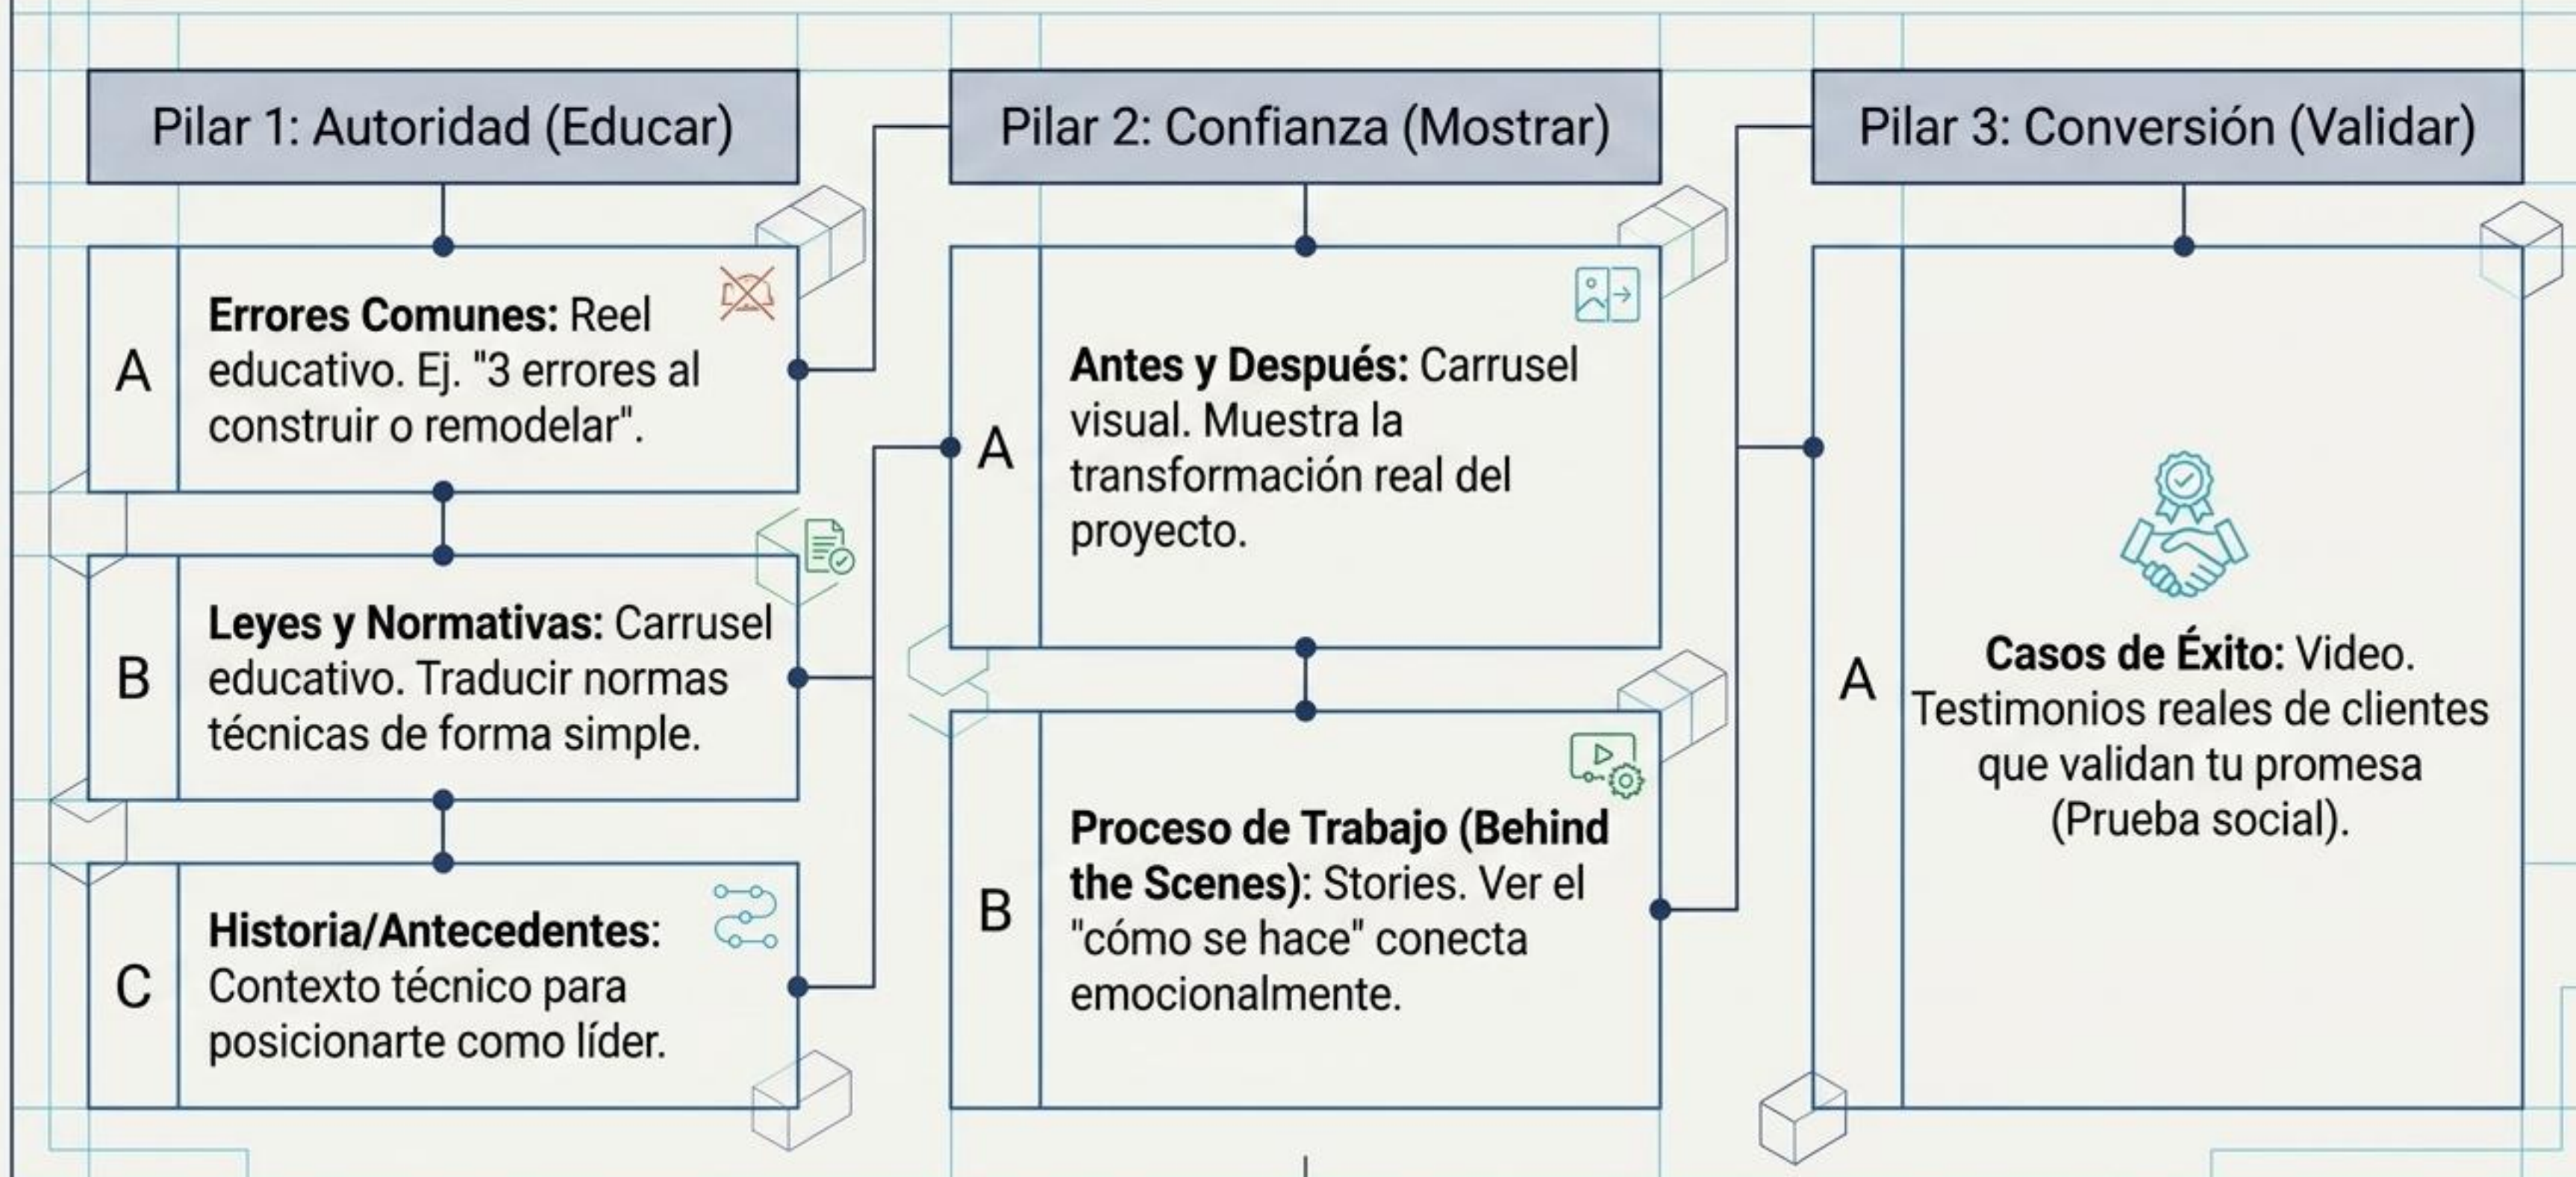 Pilar 1: Autoridad (Educar)
A
Errores Comunes: Reel
educativo. Ej. "3 errores al
construir o remodelar".
B
Leyes y Normativas: Carrusel
educativo. Traducir normas
técnicas de forma simple.
C
Historia/Antecedentes:
Contexto técnico para
posicionarte como líder.
Pilar 2: Confianza (Mostrar)
A
Antes y Después: Carrusel
visual. Muestra la
transformación real del
proyecto.
B
Proceso de Trabajo (Behind
the Scenes): Stories. Ver el
"cómo se hace" conecta
emocionalmente.
Pilar 3: Conversión (Validar)
A
Casos de Éxito: Video.
Testimonios reales de clientes
que validan tu promesa
(Prueba social).